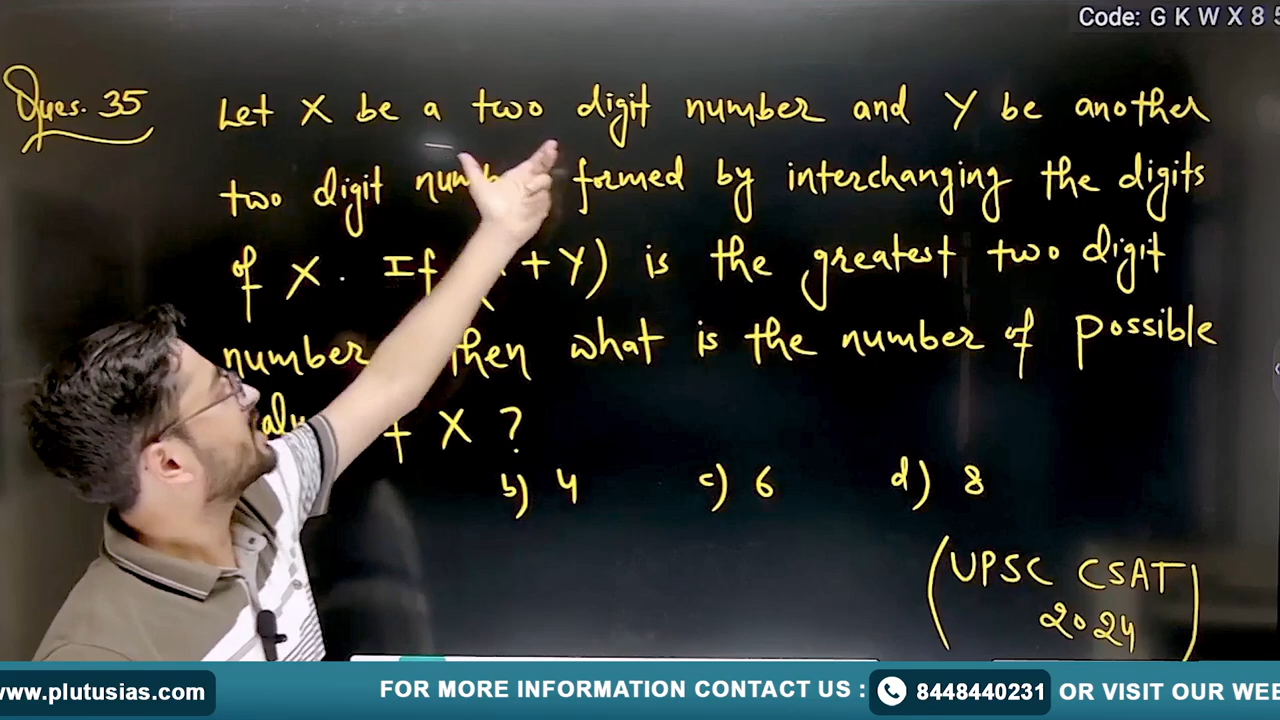 Code: G K W X 8 5
Ques. 35
Let X be a two digit number and Y be another
two digit formed by interchanging the digits
of X. If + Y) is the greatest two digit
number then what is the number of possible
X ?
b) 4 c) 6 d) 8
(UPSC CSAT
2024)
www.plutusias.com FOR MORE INFORMATION CONTACT US : 8448440231 OR VISIT OUR WEB